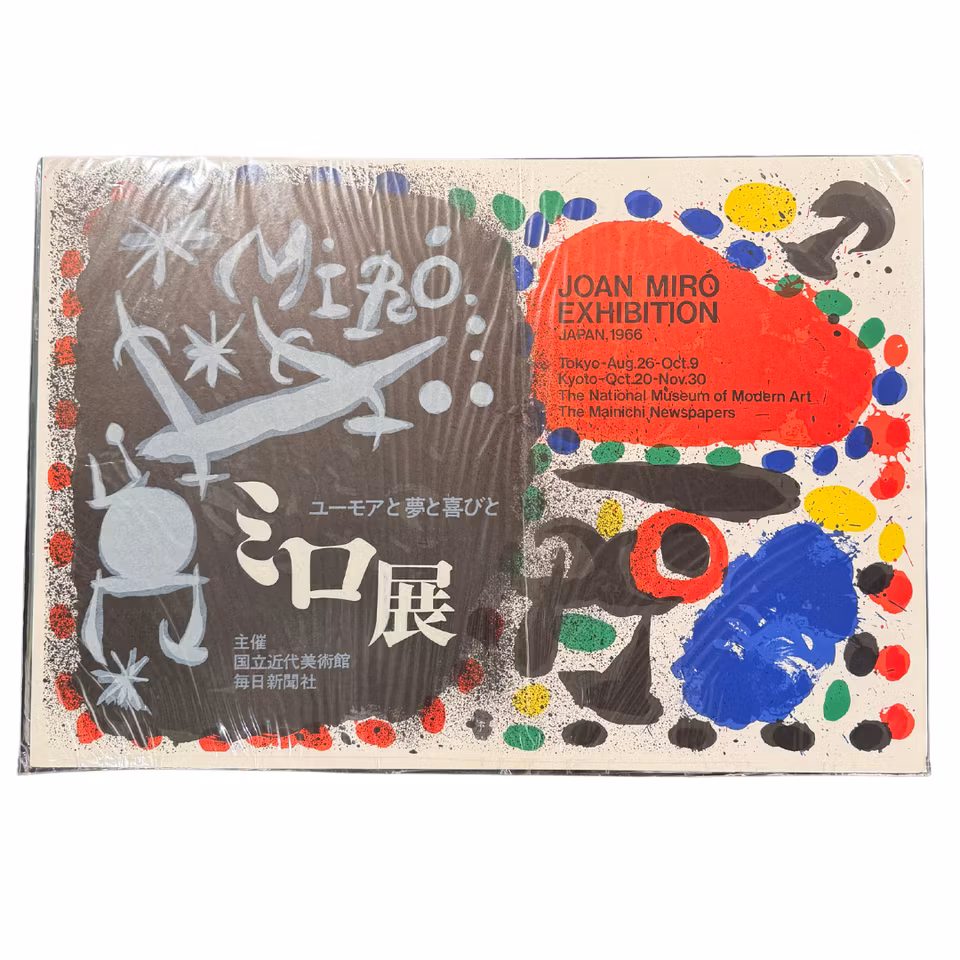 MIRÓ.
ユーモアと夢と喜びと
ミロ展
主催
国立近代美術館
毎日新聞社
JOAN MIRÓ
EXHIBITION
JAPAN, 1966
Tokyo-Aug.26-Oct.9
Kyoto-Oct.20-Nov.30
The National Museum of Modern Art /
The Mainichi Newspapers